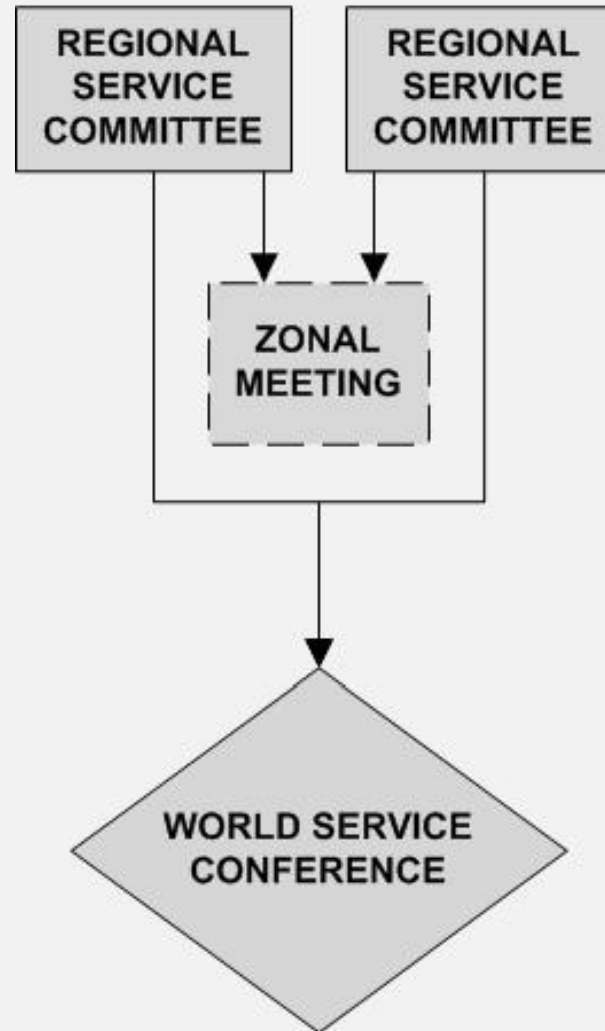 REGIONAL
SERVICE
COMMITTEE
REGIONAL
SERVICE
COMMITTEE
ZONAL
MEETING
WORLD SERVICE
CONFERENCE